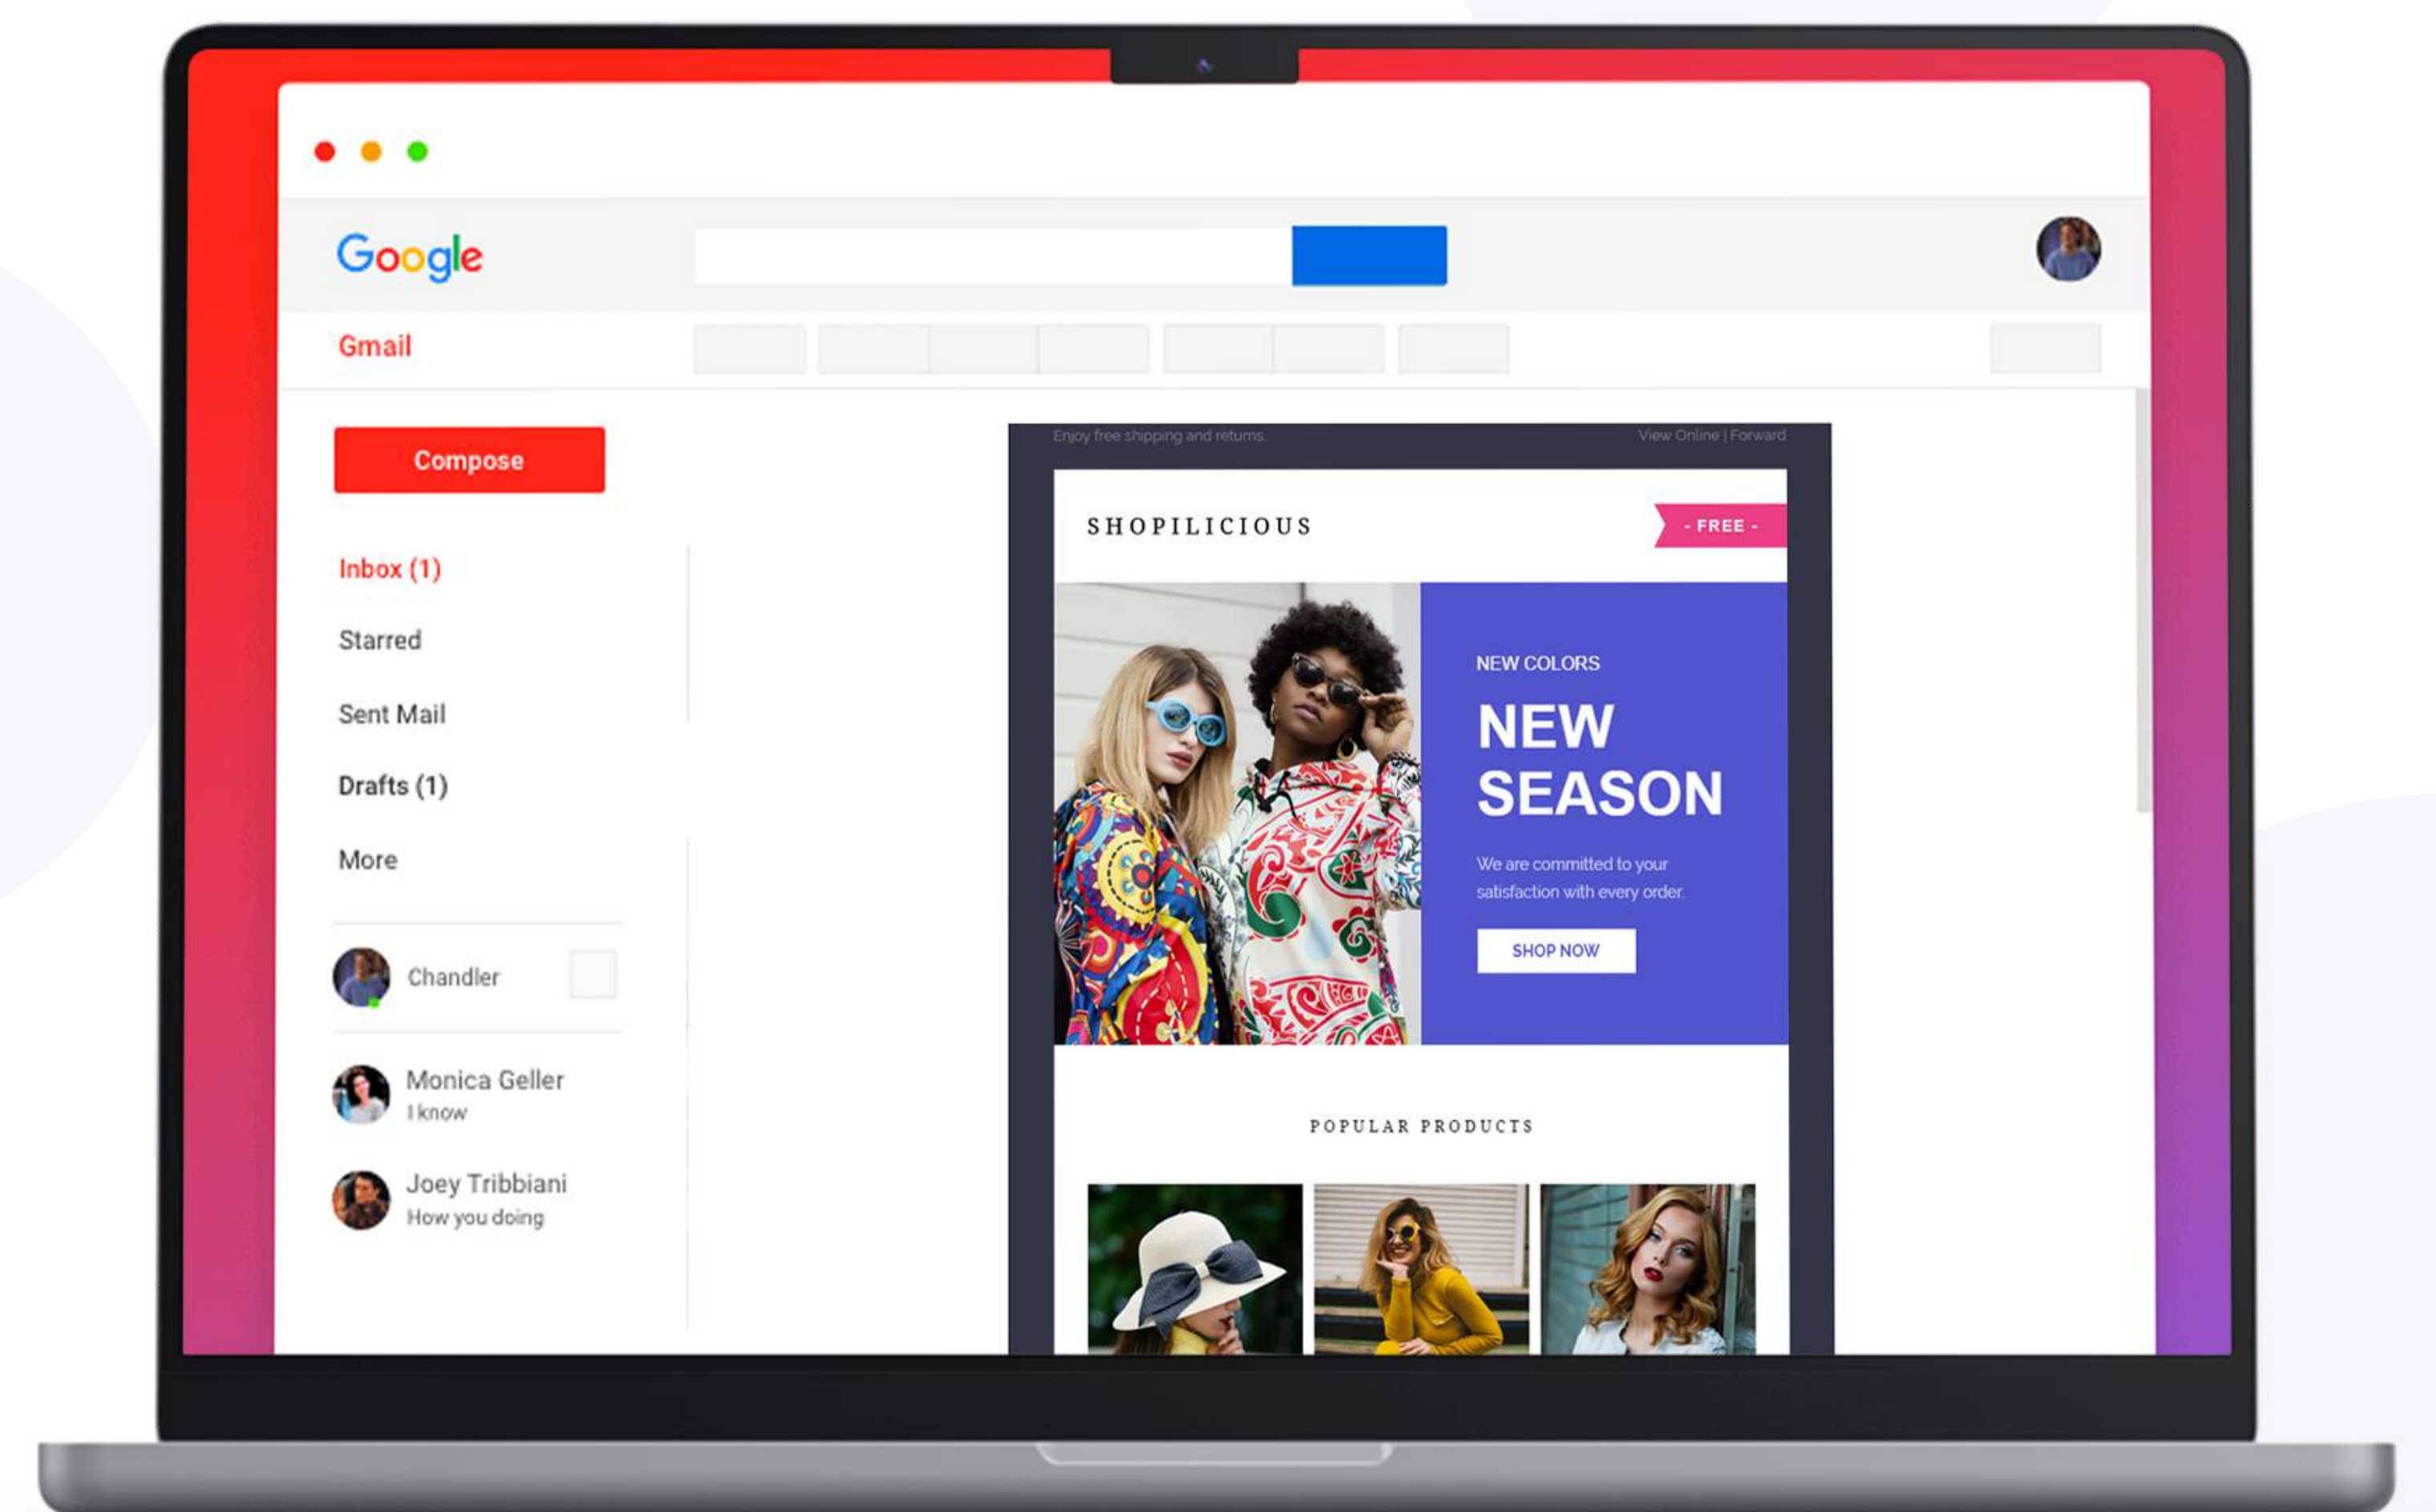 Google
Gmail
Compose
Inbox (1)
Starred
Sent Mail
Drafts (1)
More
Chandler
Monica Geller
I know
Joey Tribbiani
How you doing
Enjoy free shipping and returns.
View Online | Forward
SHOPILICIOUS
- FREE -
NEW COLORS
NEW
SEASON
We are committed to your
satisfaction with every order.
SHOP NOW
POPULAR PRODUCTS